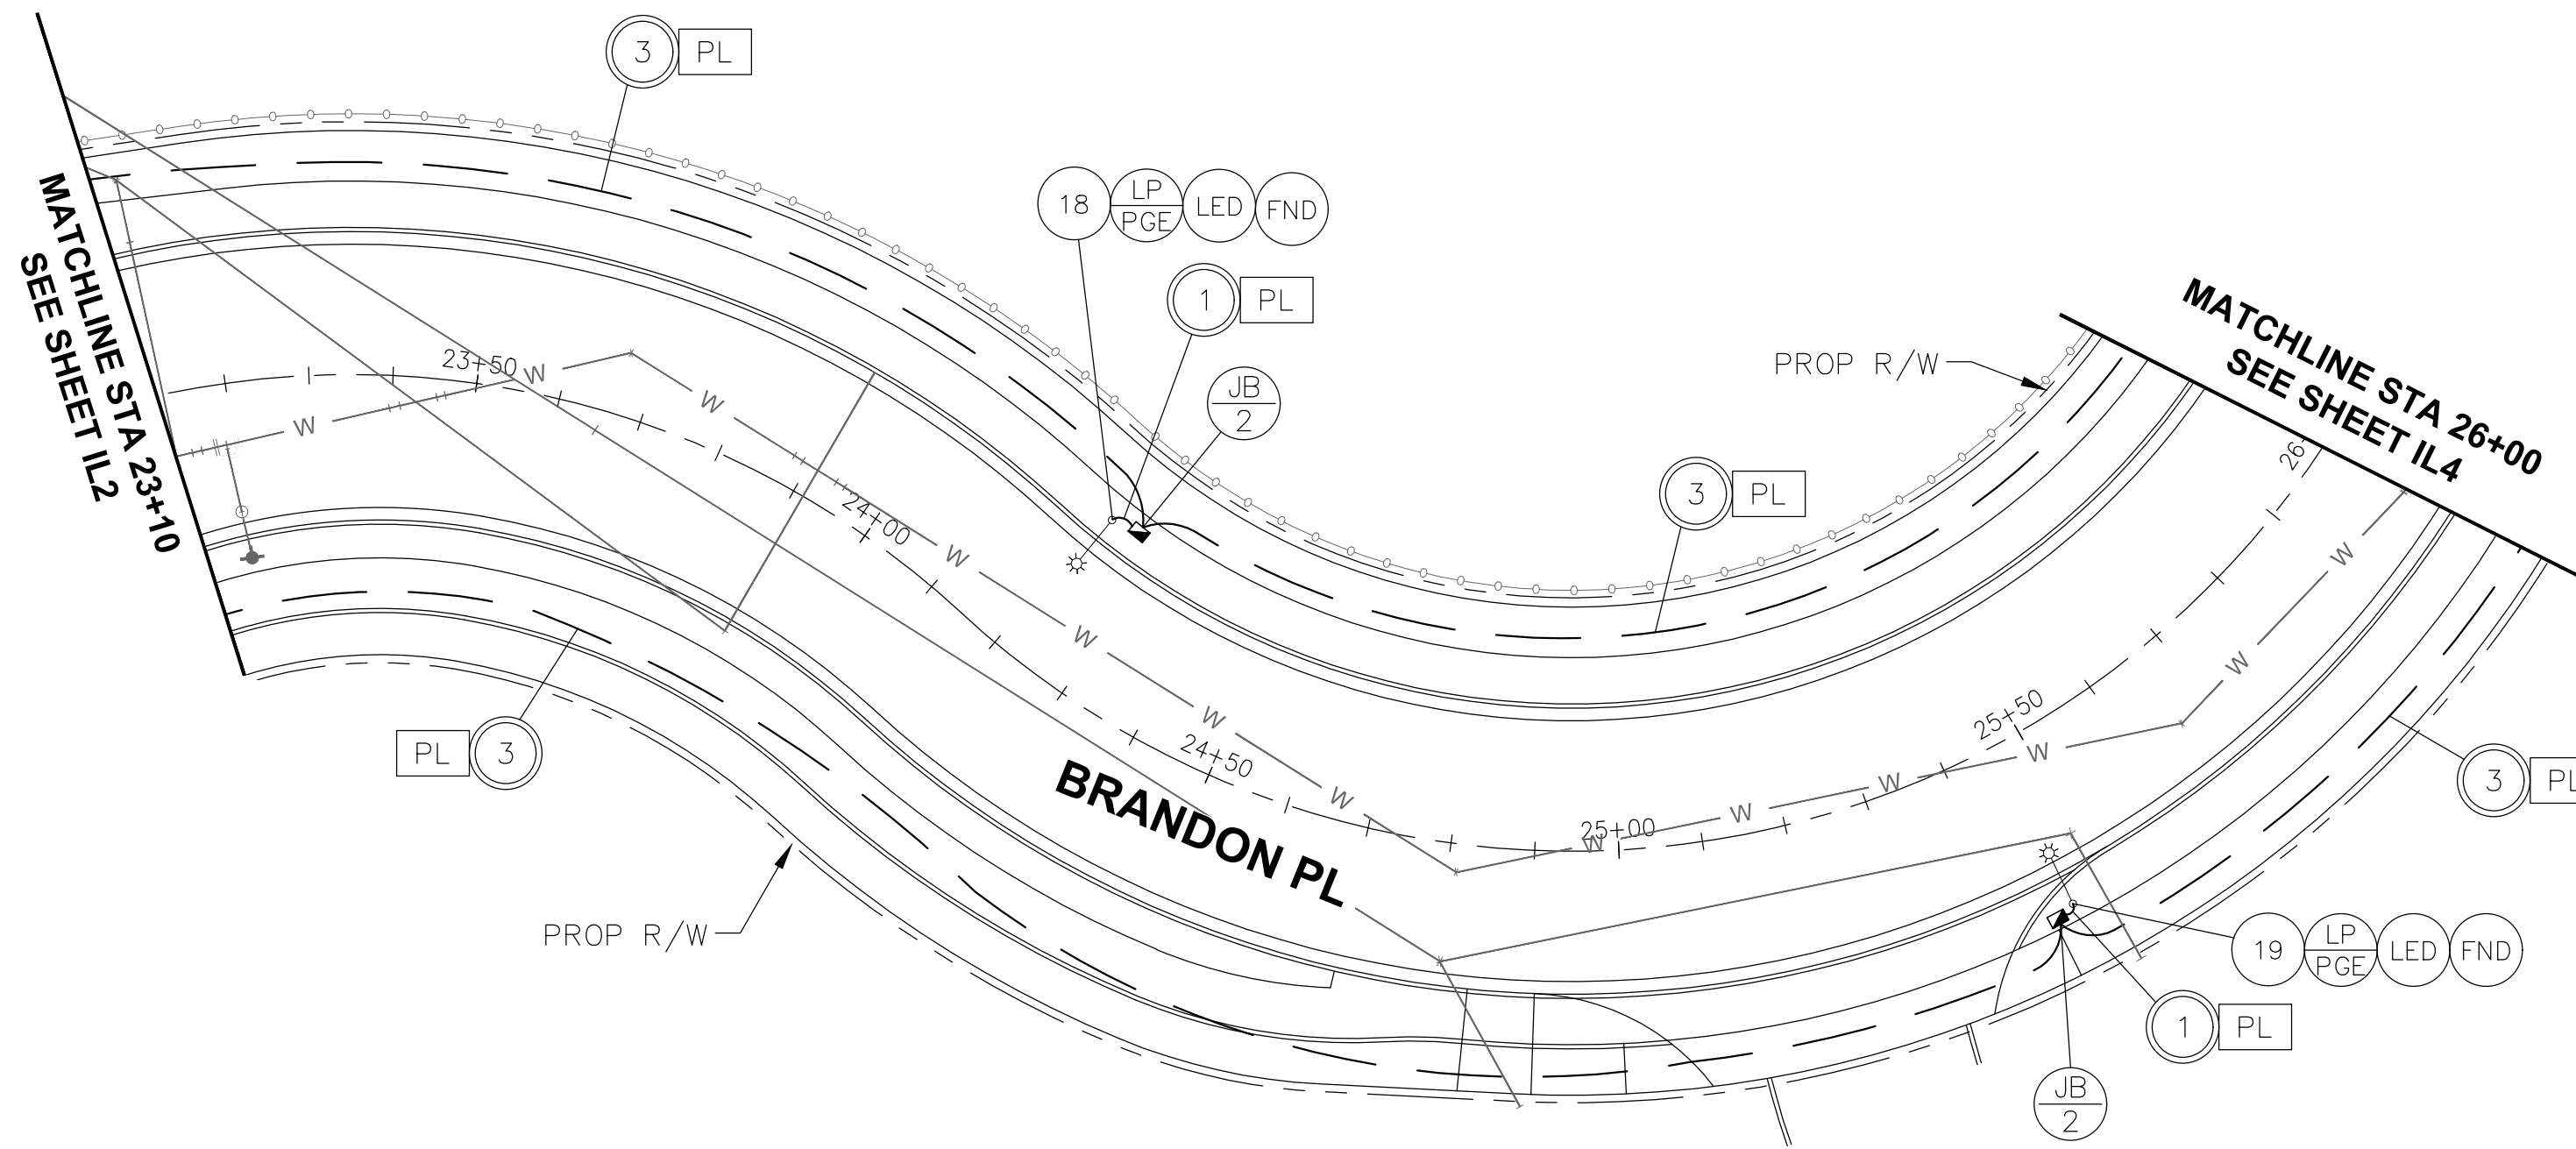 3 PL
18 LP PGE LED FND
1 PL
JB
2
MATCHLINE STA 23+10
SEE SHEET IL2
MATCHLINE STA 26+00
SEE SHEET IL4
PROP R/W
23+50
W
W
W
24+00
W
3 PL
26
W
W
W
W
PL 3
24+50
W
25+50
W
W
W
25+00
W
W
3 PL
BRANDON PL
PROP R/W
19 LP PGE LED FND
1 PL
JB
2